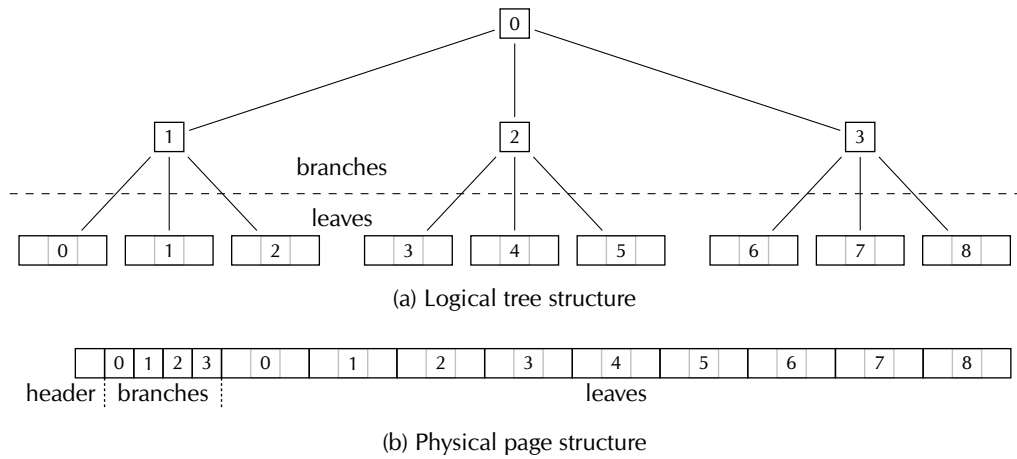 0
1 2 3
branches
leaves
0 1 2 3 4 5 6 7 8
(a) Logical tree structure
0 1 2 3 0 1 2 3 4 5 6 7 8
header branches leaves
(b) Physical page structure